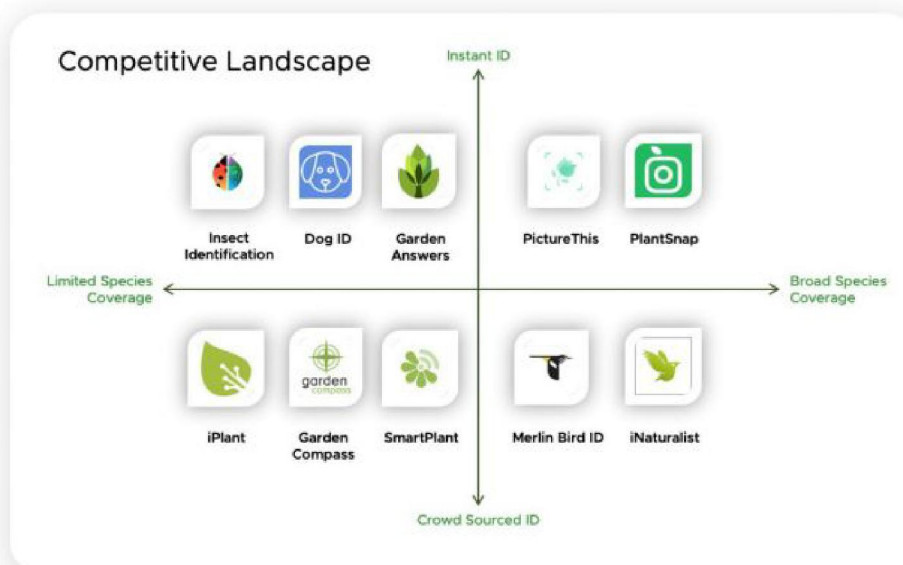 Competitive Landscape
Instant ID
Insect
Identification
Dog ID
Garden
Answers
PictureThis
PlantSnap
Limited Species
Coverage
Broad Species
Coverage
garden
compass
iPlant
Garden
Compass
SmartPlant
Merlin Bird ID
iNaturalist
Crowd Sourced ID